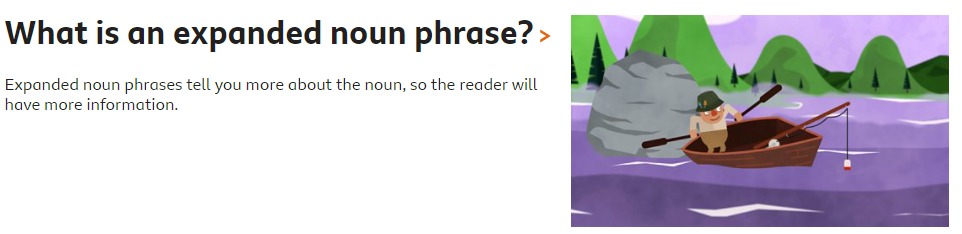 What is an expanded noun phrase? >
Expanded noun phrases tell you more about the noun, so the reader will
have more information.